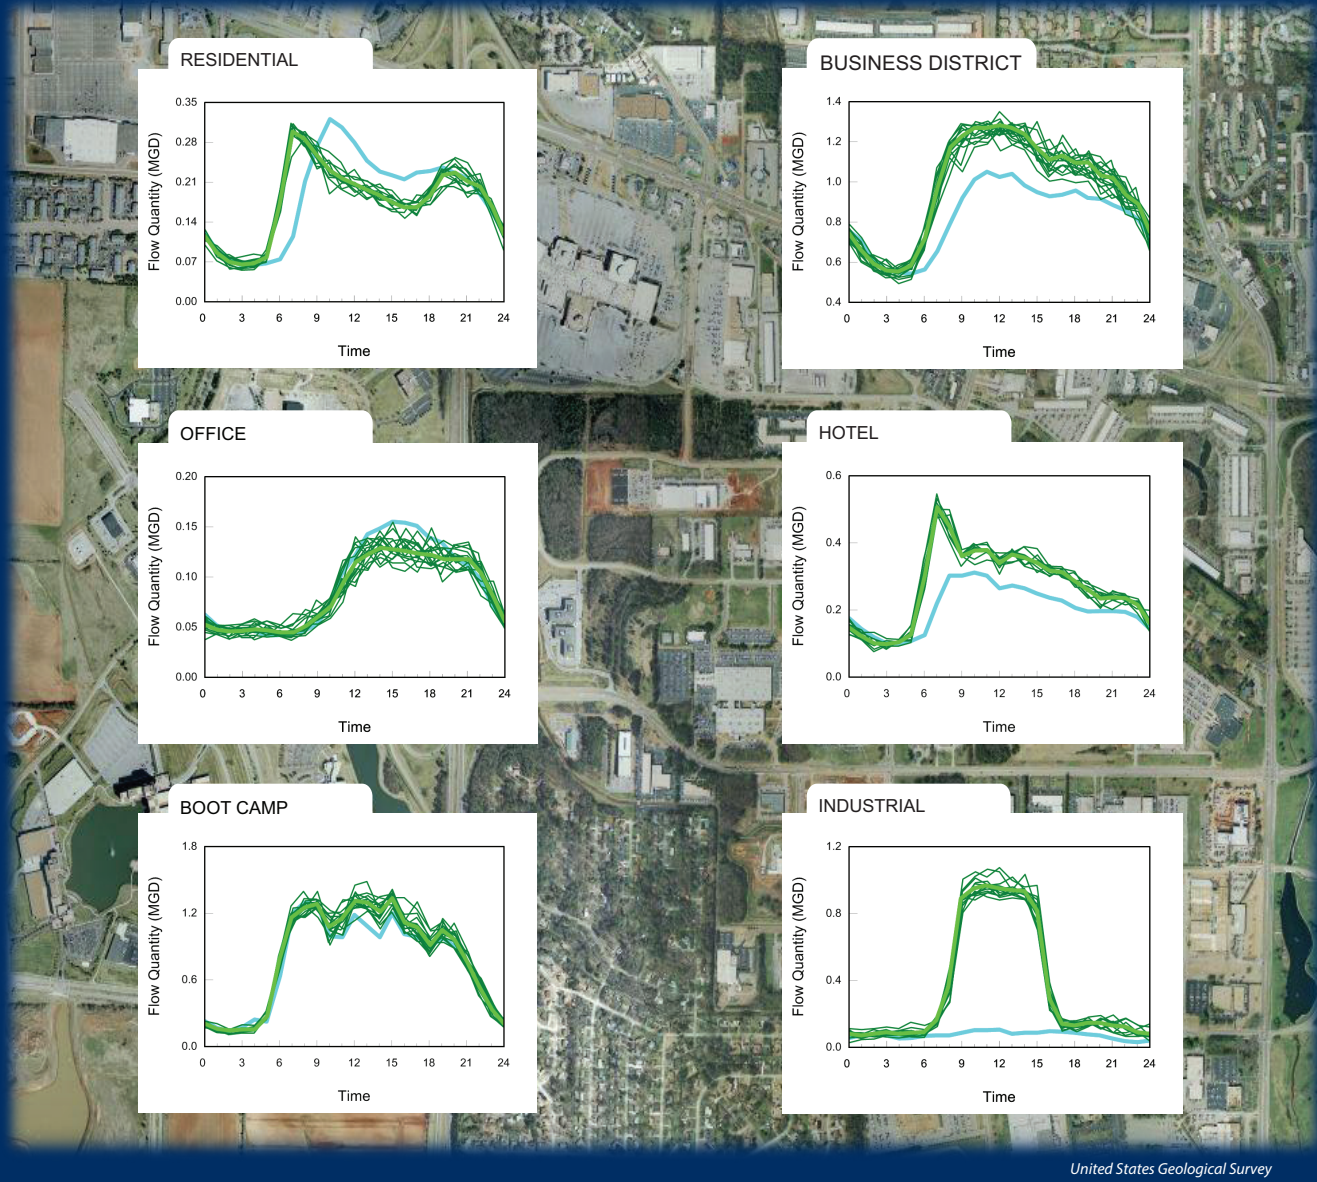 RESIDENTIAL
Flow Quantity (MGD)
0.35
0.28
0.21
0.14
0.07
0.00
0 3 6 9 12 15 18 21 24
Time
BUSINESS DISTRICT
Flow Quantity (MGD)
1.4
1.2
1.0
0.8
0.6
0.4
0 3 6 9 12 15 18 21 24
Time
OFFICE
Flow Quantity (MGD)
0.20
0.15
0.10
0.05
0.00
0 3 6 9 12 15 18 21 24
Time
HOTEL
Flow Quantity (MGD)
0.6
0.4
0.2
0.0
0 3 6 9 12 15 18 21 24
Time
BOOT CAMP
Flow Quantity (MGD)
1.8
1.2
0.6
0.0
0 3 6 9 12 15 18 21 24
Time
INDUSTRIAL
Flow Quantity (MGD)
1.2
0.8
0.4
0.0
0 3 6 9 12 15 18 21 24
Time
United States Geological Survey